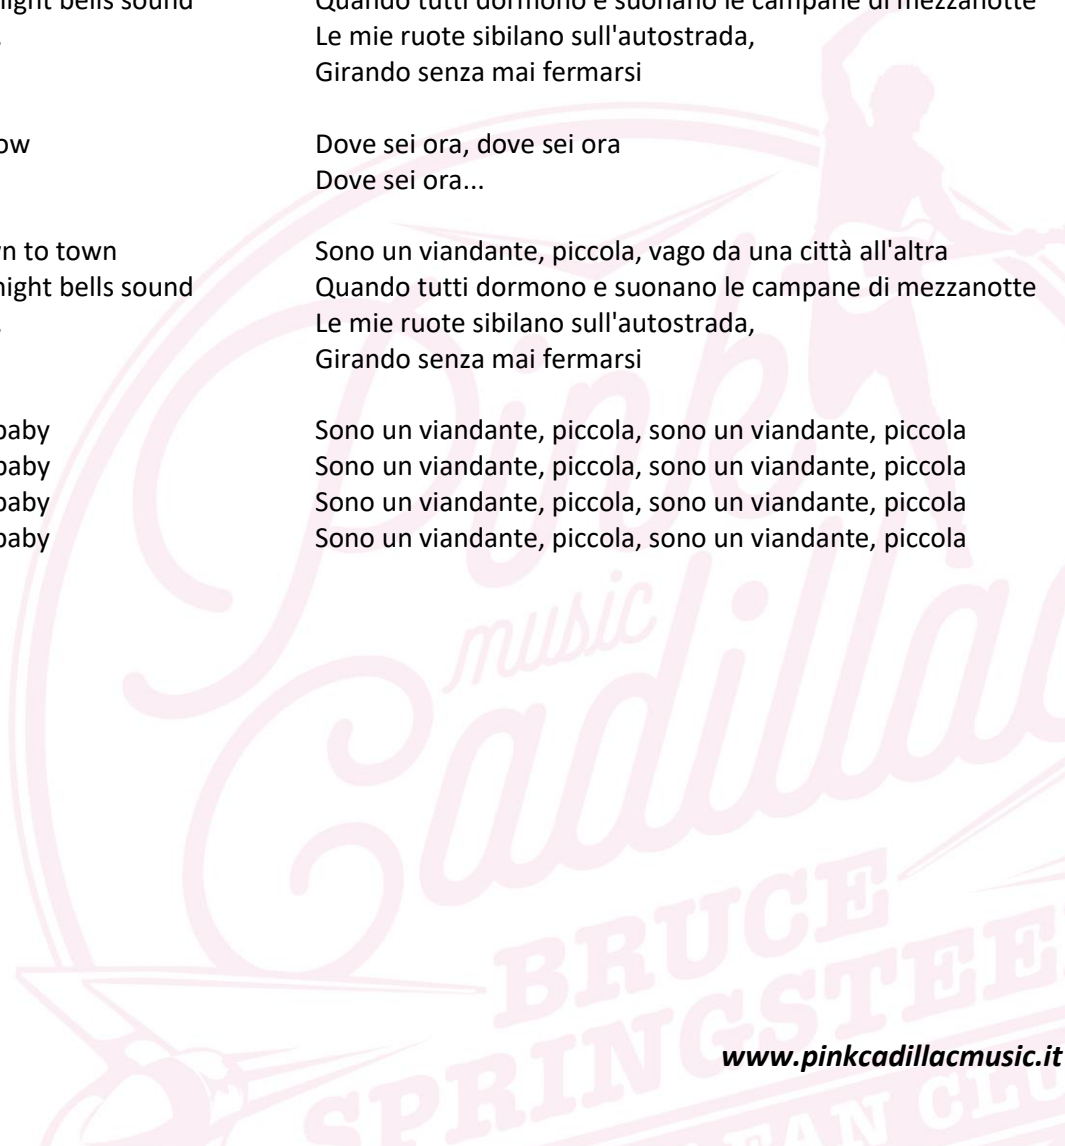 night bells sound Quando tutti dormono e suonano le campane di mezzanotte
. Le mie ruote sibilano sull'autostrada,
Girando senza mai fermarsi
ow Dove sei ora, dove sei ora
Dove sei ora...
n to town Sono un viandante, piccola, vago da una città all'altra
night bells sound Quando tutti dormono e suonano le campane di mezzanotte
. Le mie ruote sibilano sull'autostrada,
Girando senza mai fermarsi
baby Sono un viandante, piccola, sono un viandante, piccola
baby Sono un viandante, piccola, sono un viandante, piccola
baby Sono un viandante, piccola, sono un viandante, piccola
baby Sono un viandante, piccola, sono un viandante, piccola
Pink
music
Cadillac
BRUCE
SPRINGSTEE
www.pinkcadillacmusic.it